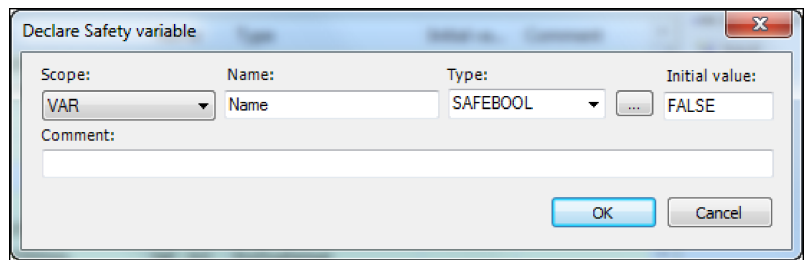 Declare Safety variable
Scope: Name: Type: Initial value:
VAR Name SAFEBOOL ... FALSE
Comment:
OK Cancel